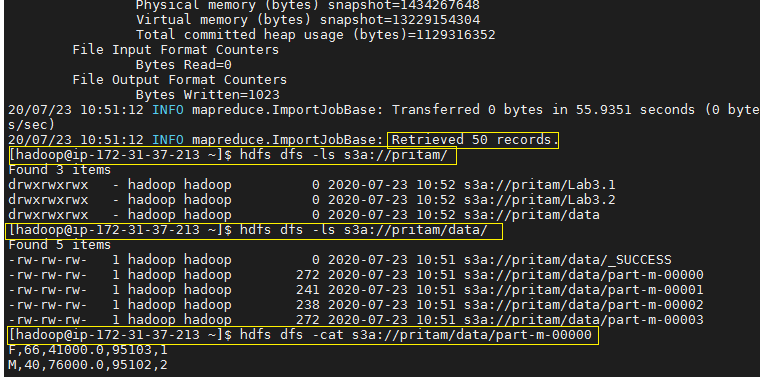 Physical memory (bytes) snapshot=1434267648
Virtual memory (bytes) snapshot=13229154304
Total committed heap usage (bytes)=1129316352
File Input Format Counters
Bytes Read=0
File Output Format Counters
Bytes Written=1023
20/07/23 10:51:12 INFO mapreduce.ImportJobBase: Transferred 0 bytes in 55.9351 seconds (0 byte
s/sec)
20/07/23 10:51:12 INFO mapreduce.ImportJobBase: Retrieved 50 records.
[hadoop@ip-172-31-37-213 ~]$ hdfs dfs -ls s3a://pritam/
Found 3 items
drwxrwxrwx   - hadoop hadoop          0 2020-07-23 10:52 s3a://pritam/Lab3.1
drwxrwxrwx   - hadoop hadoop          0 2020-07-23 10:52 s3a://pritam/Lab3.2
drwxrwxrwx   - hadoop hadoop          0 2020-07-23 10:52 s3a://pritam/data
[hadoop@ip-172-31-37-213 ~]$ hdfs dfs -ls s3a://pritam/data/
Found 5 items
-rw-rw-rw-   1 hadoop hadoop          0 2020-07-23 10:51 s3a://pritam/data/_SUCCESS
-rw-rw-rw-   1 hadoop hadoop        272 2020-07-23 10:51 s3a://pritam/data/part-m-00000
-rw-rw-rw-   1 hadoop hadoop        241 2020-07-23 10:51 s3a://pritam/data/part-m-00001
-rw-rw-rw-   1 hadoop hadoop        238 2020-07-23 10:51 s3a://pritam/data/part-m-00002
-rw-rw-rw-   1 hadoop hadoop        272 2020-07-23 10:51 s3a://pritam/data/part-m-00003
[hadoop@ip-172-31-37-213 ~]$ hdfs dfs -cat s3a://pritam/data/part-m-00000
F,66,41000.0,95103,1
M,40,76000.0,95102,2